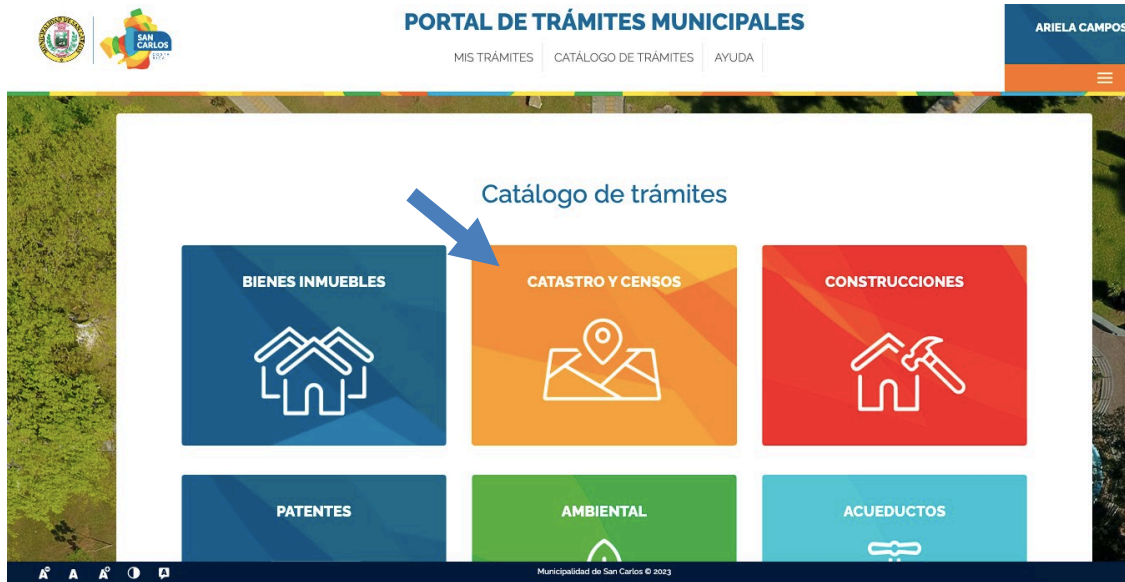 PORTAL DE TRÁMITES MUNICIPALES
ARIELA CAMPOS
SAN
CARLOS
MIS TRÁMITES CATÁLOGO DE TRÁMITES AYUDA
Catálogo de trámites
BIENES INMUEBLES
CATASTRO Y CENSOS
CONSTRUCCIONES
PATENTES
AMBIENTAL
ACUEDUCTOS
A A A A
Municipalidad de San Carlos © 2023